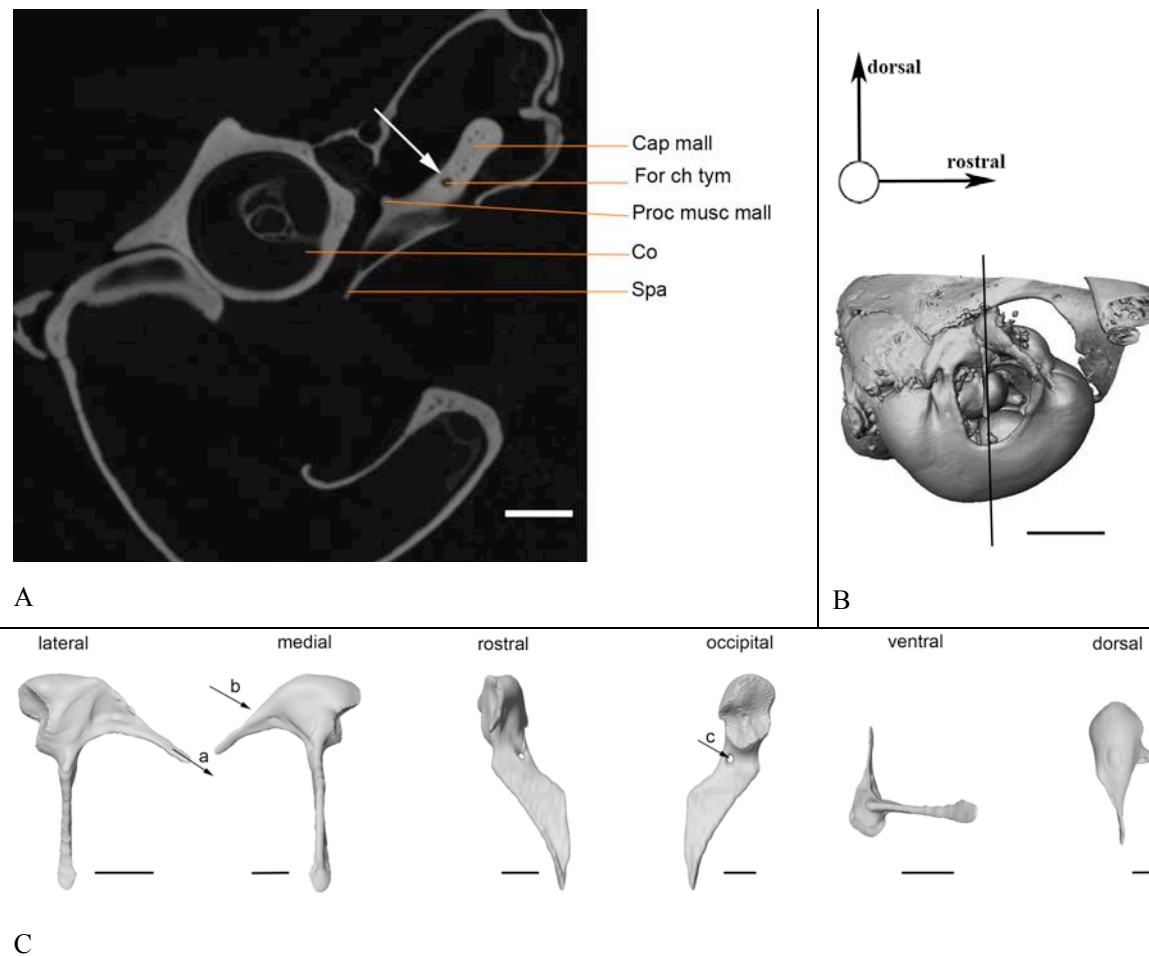 Cap mall
For ch tym
Proc musc mall
Co
Spa
A
dorsal
rostral
B
lateral
medial
rostral
occipital
ventral
dorsal
b
a
c
C